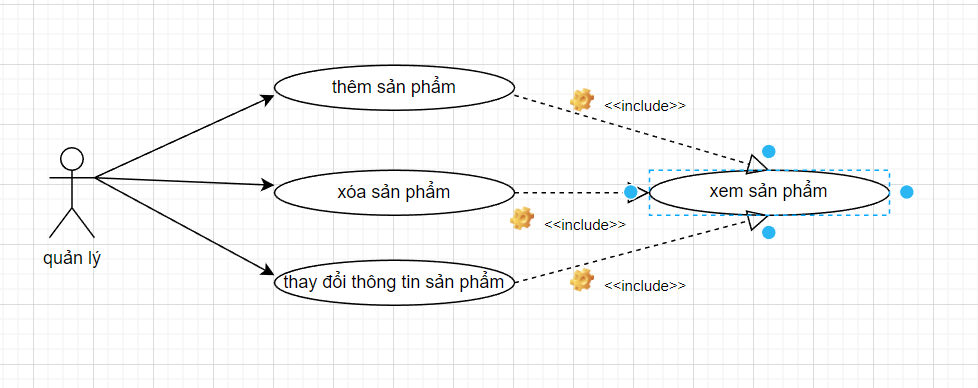 thêm sản phẩm
<<include>>
xóa sản phẩm
xem sản phẩm
<<include>>
quản lý
thay đổi thông tin sản phẩm
<<include>>